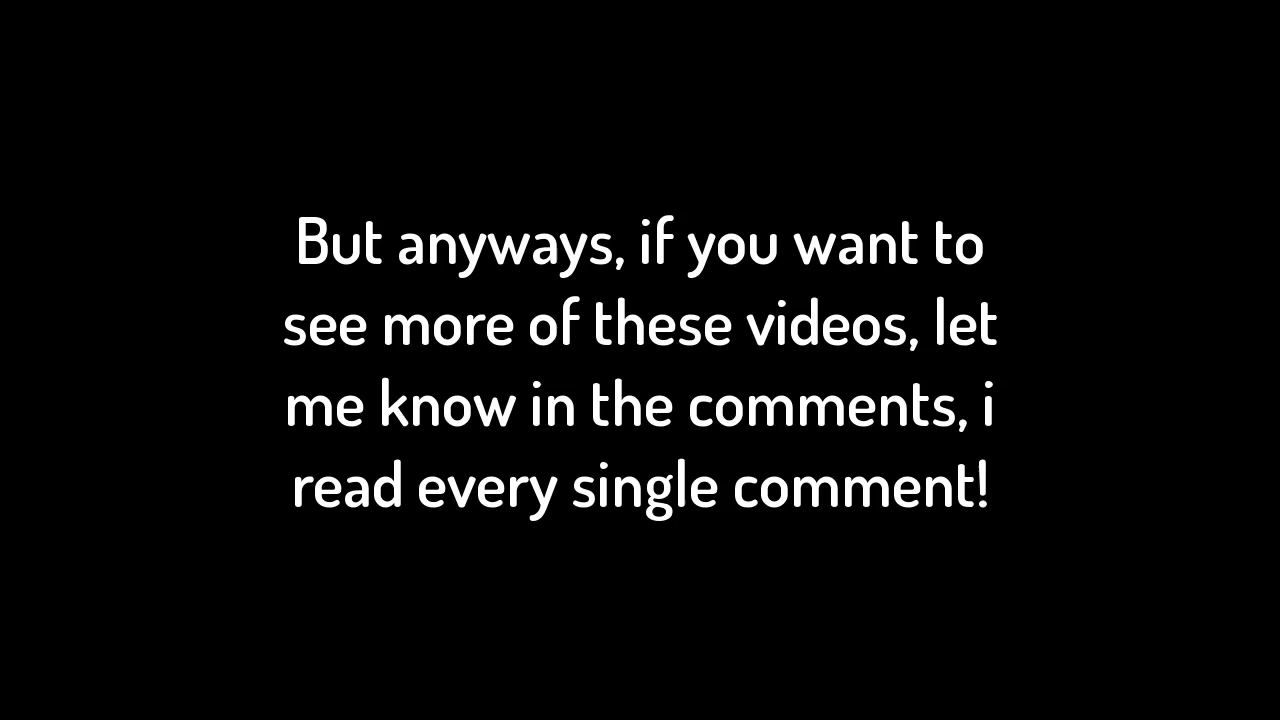 But anyways, if you want to
see more of these videos, let
me know in the comments, i
read every single comment!